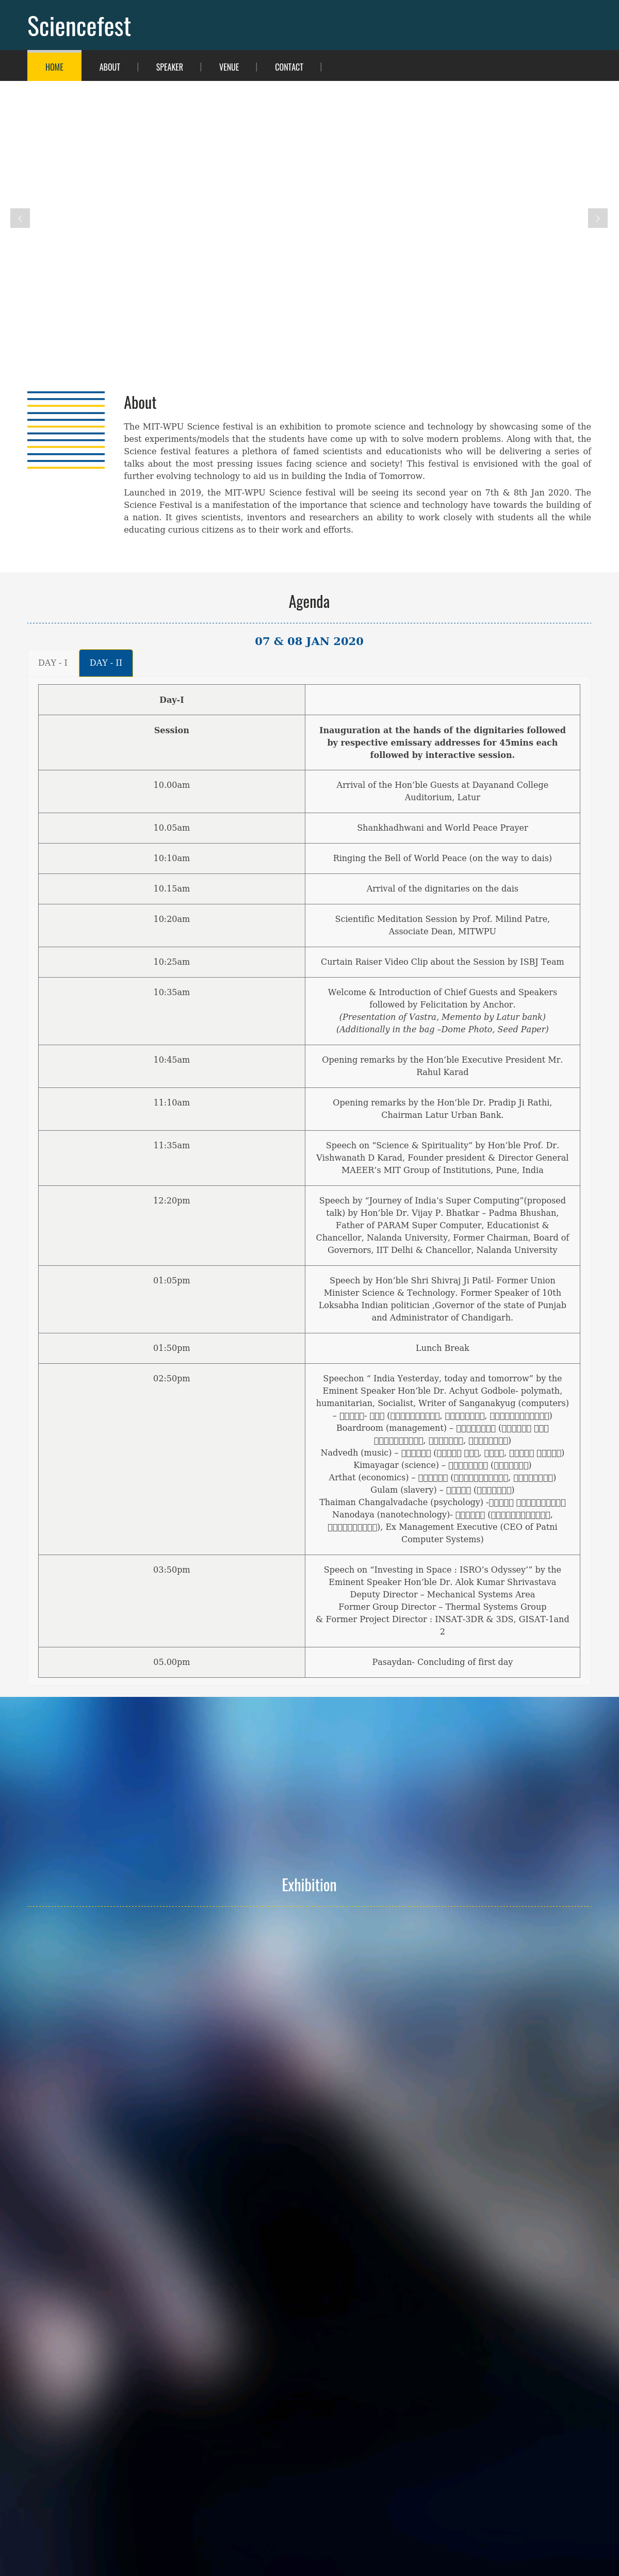 Sciencefest
HOME
ABOUT
SPEAKER
VENUE
CONTACT
About
The MIT-WPU Science festival is an exhibition to promote science and technology by showcasing some of the
best experiments/models that the students have come up with to solve modern problems. Along with that, the
Science festival features a plethora of famed scientists and educationists who will be delivering a series of
talks about the most pressing issues facing science and society! This festival is envisioned with the goal of
further evolving technology to aid us in building the India of Tomorrow.
Launched in 2019, the MIT-WPU Science festival will be seeing its second year on 7th & 8th Jan 2020. The
Science Festival is a manifestation of the importance that science and technology have towards the building of
a nation. It gives scientists, inventors and researchers an ability to work closely with students all the while
educating curious citizens as to their work and efforts.
Agenda
07 & 08 JAN 2020
DAY - I
DAY - II
Day-I
Session
Inauguration at the hands of the dignitaries followed
by respective emissary addresses for 45mins each
followed by interactive session.
10.00am
Arrival of the Hon’ble Guests at Dayanand College
Auditorium, Latur
10.05am
Shankhadhwani and World Peace Prayer
10:10am
Ringing the Bell of World Peace (on the way to dais)
10.15am
Arrival of the dignitaries on the dais
10:20am
Scientific Meditation Session by Prof. Milind Patre,
Associate Dean, MITWPU
10:25am
Curtain Raiser Video Clip about the Session by ISBJ Team
10:35am
Welcome & Introduction of Chief Guests and Speakers
followed by Felicitation by Anchor.
(Presentation of Vastra, Memento by Latur bank)
(Additionally in the bag –Dome Photo, Seed Paper)
10:45am
Opening remarks by the Hon’ble Executive President Mr.
Rahul Karad
11:10am
Opening remarks by the Hon’ble Dr. Pradip Ji Rathi,
Chairman Latur Urban Bank.
11:35am
Speech on “Science & Spirituality” by Hon’ble Prof. Dr.
Vishwanath D Karad, Founder president & Director General
MAEER’s MIT Group of Institutions, Pune, India
12:20pm
Speech by “Journey of India’s Super Computing”(proposed
talk) by Hon’ble Dr. Vijay P. Bhatkar – Padma Bhushan,
Father of PARAM Super Computer, Educationist &
Chancellor, Nalanda University, Former Chairman, Board of
Governors, IIT Delhi & Chancellor, Nalanda University
01:05pm
Speech by Hon’ble Shri Shivraj Ji Patil- Former Union
Minister Science & Technology. Former Speaker of 10th
Loksabha Indian politician ,Governor of the state of Punjab
and Administrator of Chandigarh.
01:50pm
Lunch Break
02:50pm
Speechon “ India Yesterday, today and tomorrow” by the
Eminent Speaker Hon’ble Dr. Achyut Godbole- polymath,
humanitarian, Socialist, Writer of Sanganakyug (computers)
Boardroom (management) –
Nadvedh (music) –
Kimayagar (science) –
Arthat (economics) –
Gulam (slavery) –
Thaiman Changalvadache (psychology) -
Nanodaya (nanotechnology)-
, Ex Management Executive (CEO of Patni
Computer Systems)
03:50pm
Speech on “Investing in Space : ISRO’s Odyssey’” by the
Eminent Speaker Hon’ble Dr. Alok Kumar Shrivastava
Deputy Director – Mechanical Systems Area
Former Group Director – Thermal Systems Group
& Former Project Director : INSAT-3DR & 3DS, GISAT-1and
2
05.00pm
Pasaydan- Concluding of first day
Exhibition